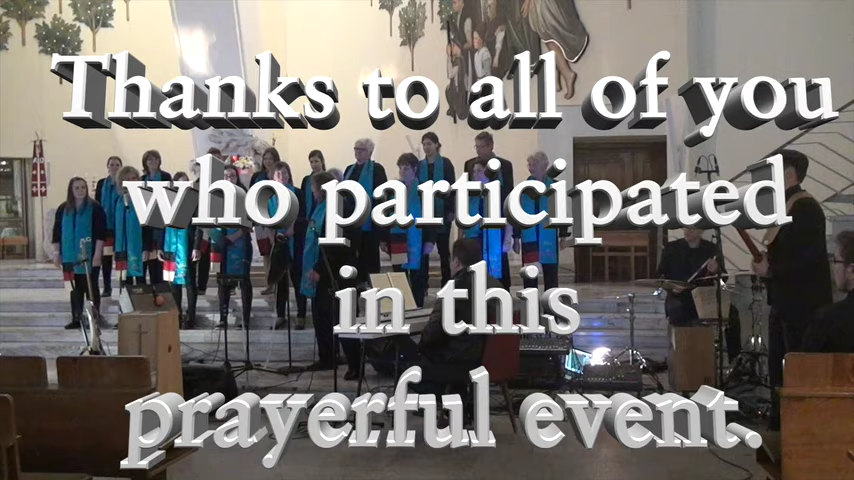 Thanks to all of you
who participated
in this
prayerful event.